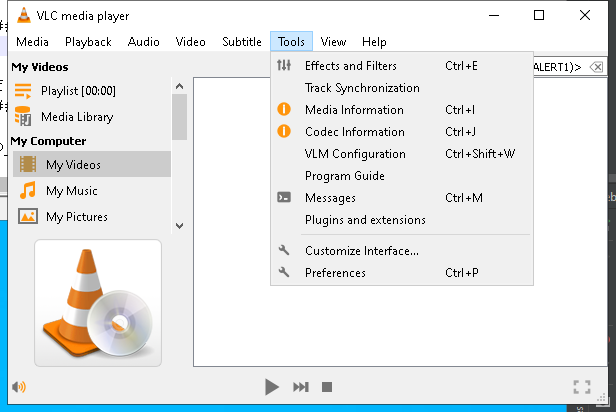 VLC media player
Media Playback Audio Video Subtitle Tools View Help
My Videos
Playlist [00:00]
Media Library
My Computer
My Videos
My Music
My Pictures
ALERT1)>
Effects and Filters Ctrl+E
Track Synchronization
Media Information Ctrl+I
Codec Information Ctrl+J
VLM Configuration Ctrl+Shift+W
Program Guide
Messages Ctrl+M
Plugins and extensions
Customize Interface...
Preferences Ctrl+P